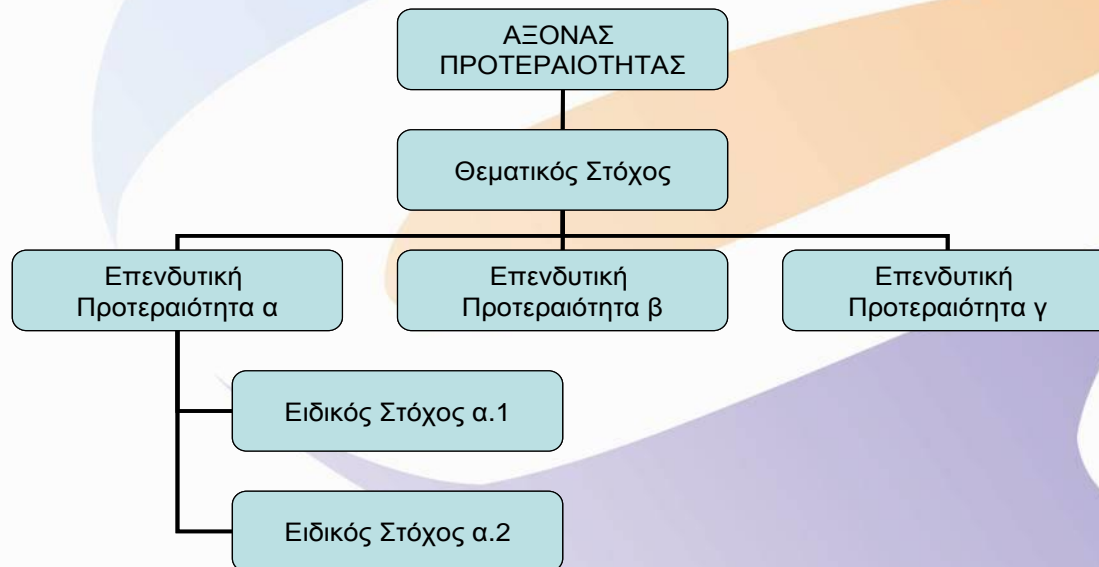 ΑΞΟΝΑΣ
ΠΡΟΤΕΡΑΙΟΤΗΤΑΣ
Θεματικός Στόχος
Επενδυτική
Προτεραιότητα α
Επενδυτική
Προτεραιότητα β
Επενδυτική
Προτεραιότητα γ
Ειδικός Στόχος α.1
Ειδικός Στόχος α.2